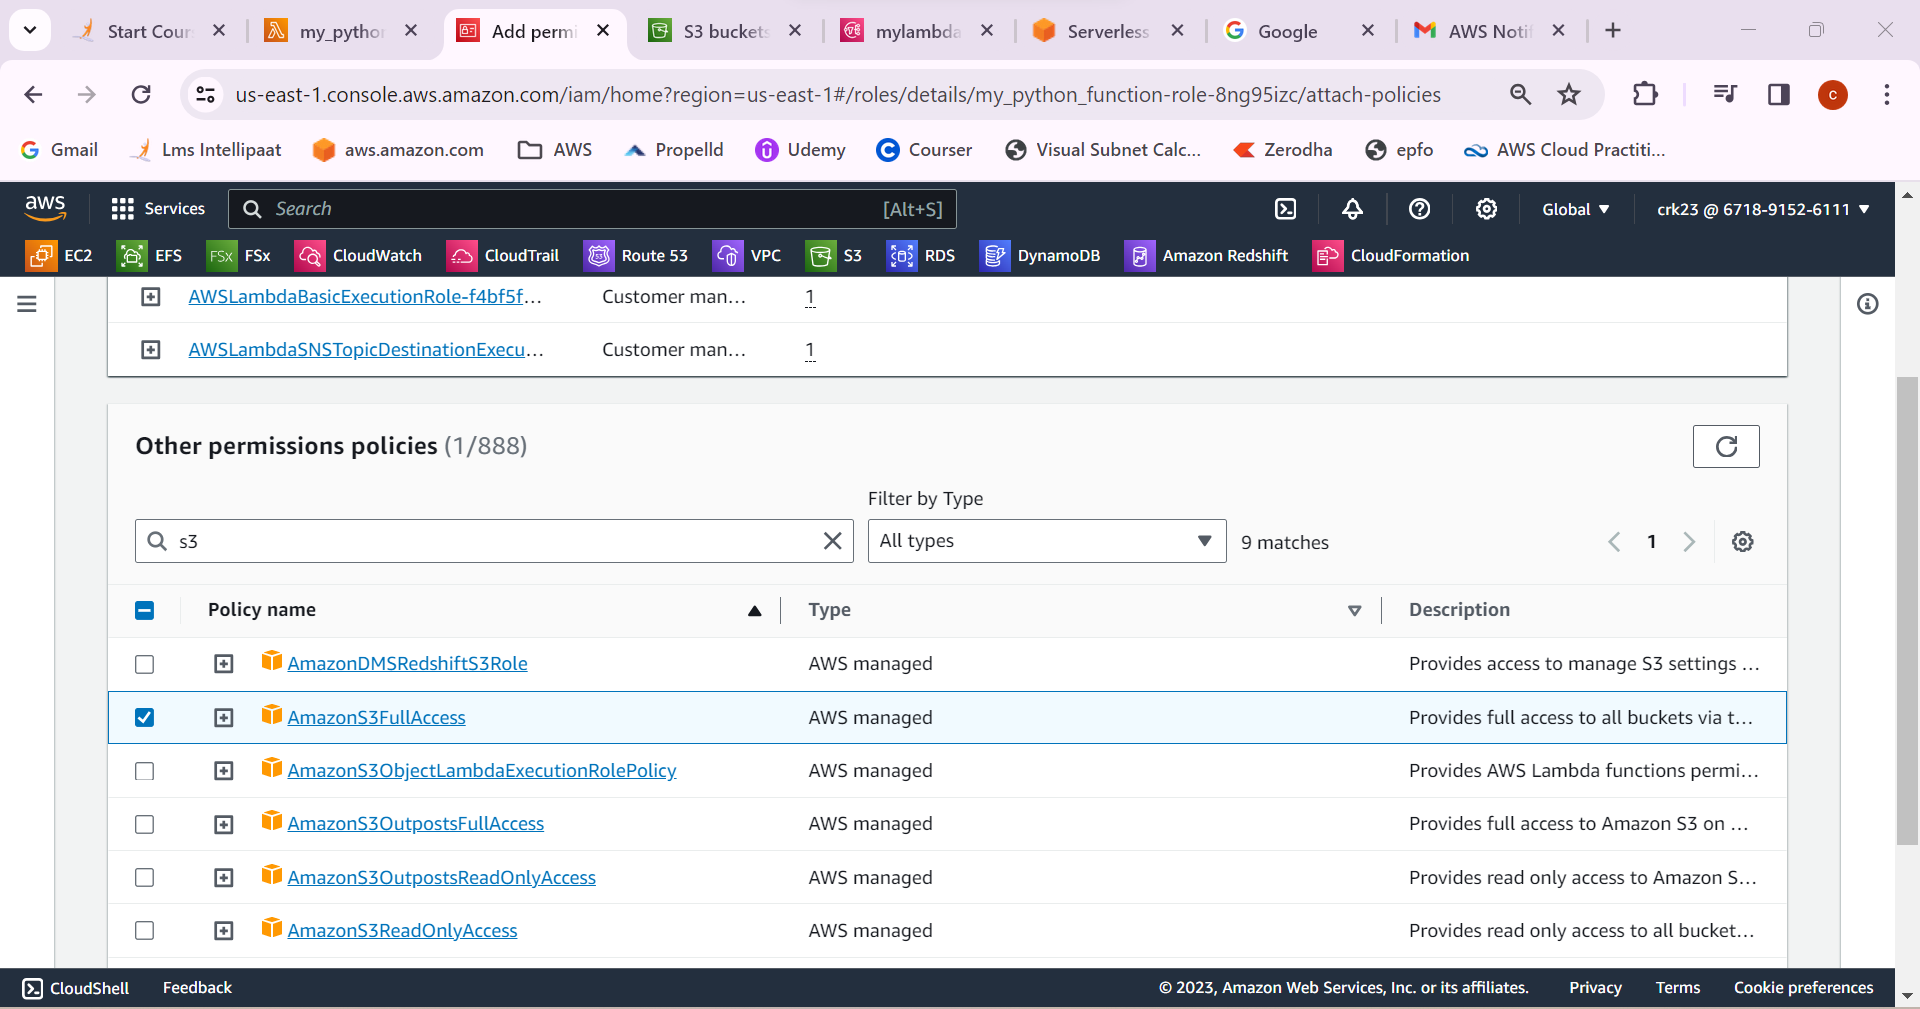 Start Cour
my_python
Add permi
S3 buckets
mylambda
Serverless
Google
AWS Notifi
us-east-1.console.aws.amazon.com/iam/home?region=us-east-1#/roles/details/my_python_function-role-8ng95izc/attach-policies
C
Gmail
Lms Intellipaat
aws.amazon.com
AWS
Propelld
Udemy
Courser
Visual Subnet Calc...
Zerodha
epfo
AWS Cloud Practiti...
aws
Services
Search
[Alt+S]
Global
crk23 @ 6718-9152-6111
EC2
EFS
FSx
FSx
CloudWatch
CloudTrail
Route 53
VPC
S3
RDS
DynamoDB
Amazon Redshift
CloudFormation
AWSLambdaBasicExecutionRole-f4bf5f...
Customer man...
1
AWSLambdaSNSTopicDestinationExecu...
Customer man...
1
Other permissions policies (1/888)
Filter by Type
s3
All types
9 matches
1
Policy name
Type
Description
AmazonDMSRedshiftS3Role
AWS managed
Provides access to manage S3 settings ...
AmazonS3FullAccess
AWS managed
Provides full access to all buckets via t...
AmazonS3ObjectLambdaExecutionRolePolicy
AWS managed
Provides AWS Lambda functions permi...
AmazonS3OutpostsFullAccess
AWS managed
Provides full access to Amazon S3 on ...
AmazonS3OutpostsReadOnlyAccess
AWS managed
Provides read only access to Amazon S...
AmazonS3ReadOnlyAccess
AWS managed
Provides read only access to all bucket...
CloudShell
Feedback
© 2023, Amazon Web Services, Inc. or its affiliates.
Privacy
Terms
Cookie preferences